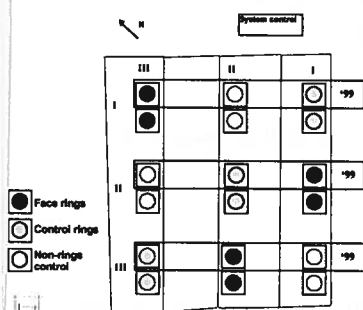 N
System control
III II I
I '99
II '99
III '99
Face rings
Control rings
Non-rings
control